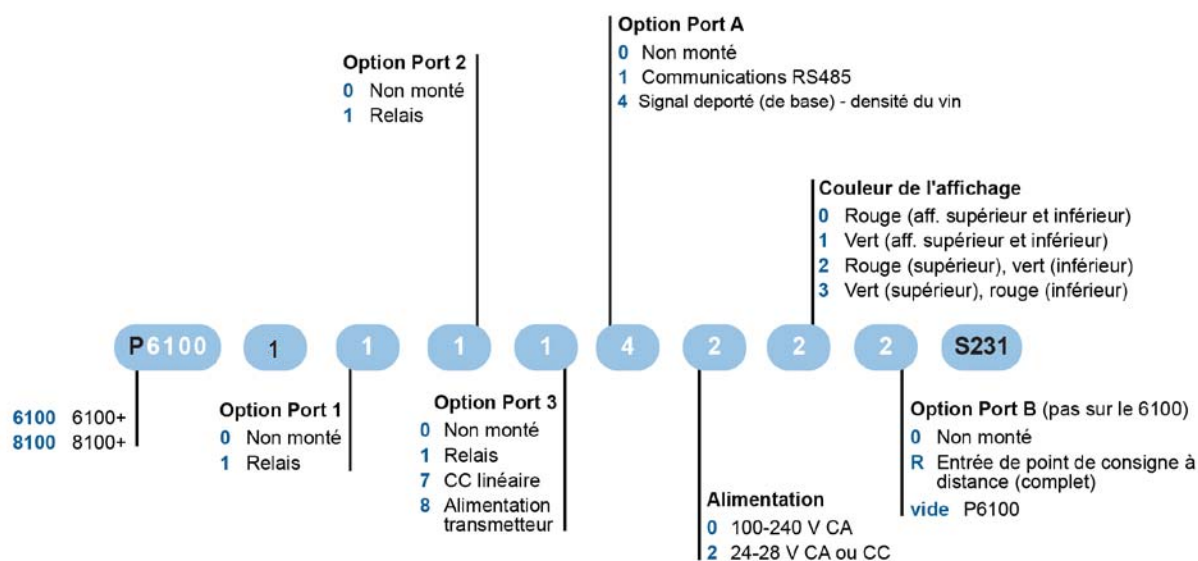 Option Port A
0 Non monté
1 Communications RS485
4 Signal deporté (de base) - densité du vin
Option Port 2
0 Non monté
1 Relais
Couleur de l'affichage
0 Rouge (aff. supérieur et inférieur)
1 Vert (aff. supérieur et inférieur)
2 Rouge (supérieur), vert (inférieur)
3 Vert (supérieur), rouge (inférieur)
P6100 1 1 1 1 4 2 2 2 S231
6100 6100+
8100 8100+
Option Port 1
0 Non monté
1 Relais
Option Port 3
0 Non monté
1 Relais
7 CC linéaire
8 Alimentation
transmetteur
Alimentation
0 100-240 V CA
2 24-28 V CA ou CC
Option Port B (pas sur le 6100)
0 Non monté
R Entrée de point de consigne à
distance (complet)
vide P6100